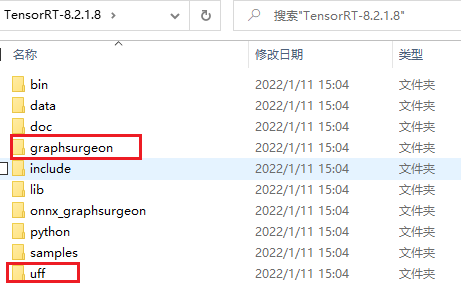 TensorRT-8.2.1.8 搜索"TensorRT-8.2.1.8"
名称 修改日期 类型
bin 2022/1/11 15:04 文件夹
data 2022/1/11 15:04 文件夹
doc 2022/1/11 15:04 文件夹
graphsurgeon 2022/1/11 15:04 文件夹
include 2022/1/11 15:04 文件夹
lib 2022/1/11 15:04 文件夹
onnx_graphsurgeon 2022/1/11 15:04 文件夹
python 2022/1/11 15:04 文件夹
samples 2022/1/11 15:04 文件夹
uff 2022/1/11 15:04 文件夹